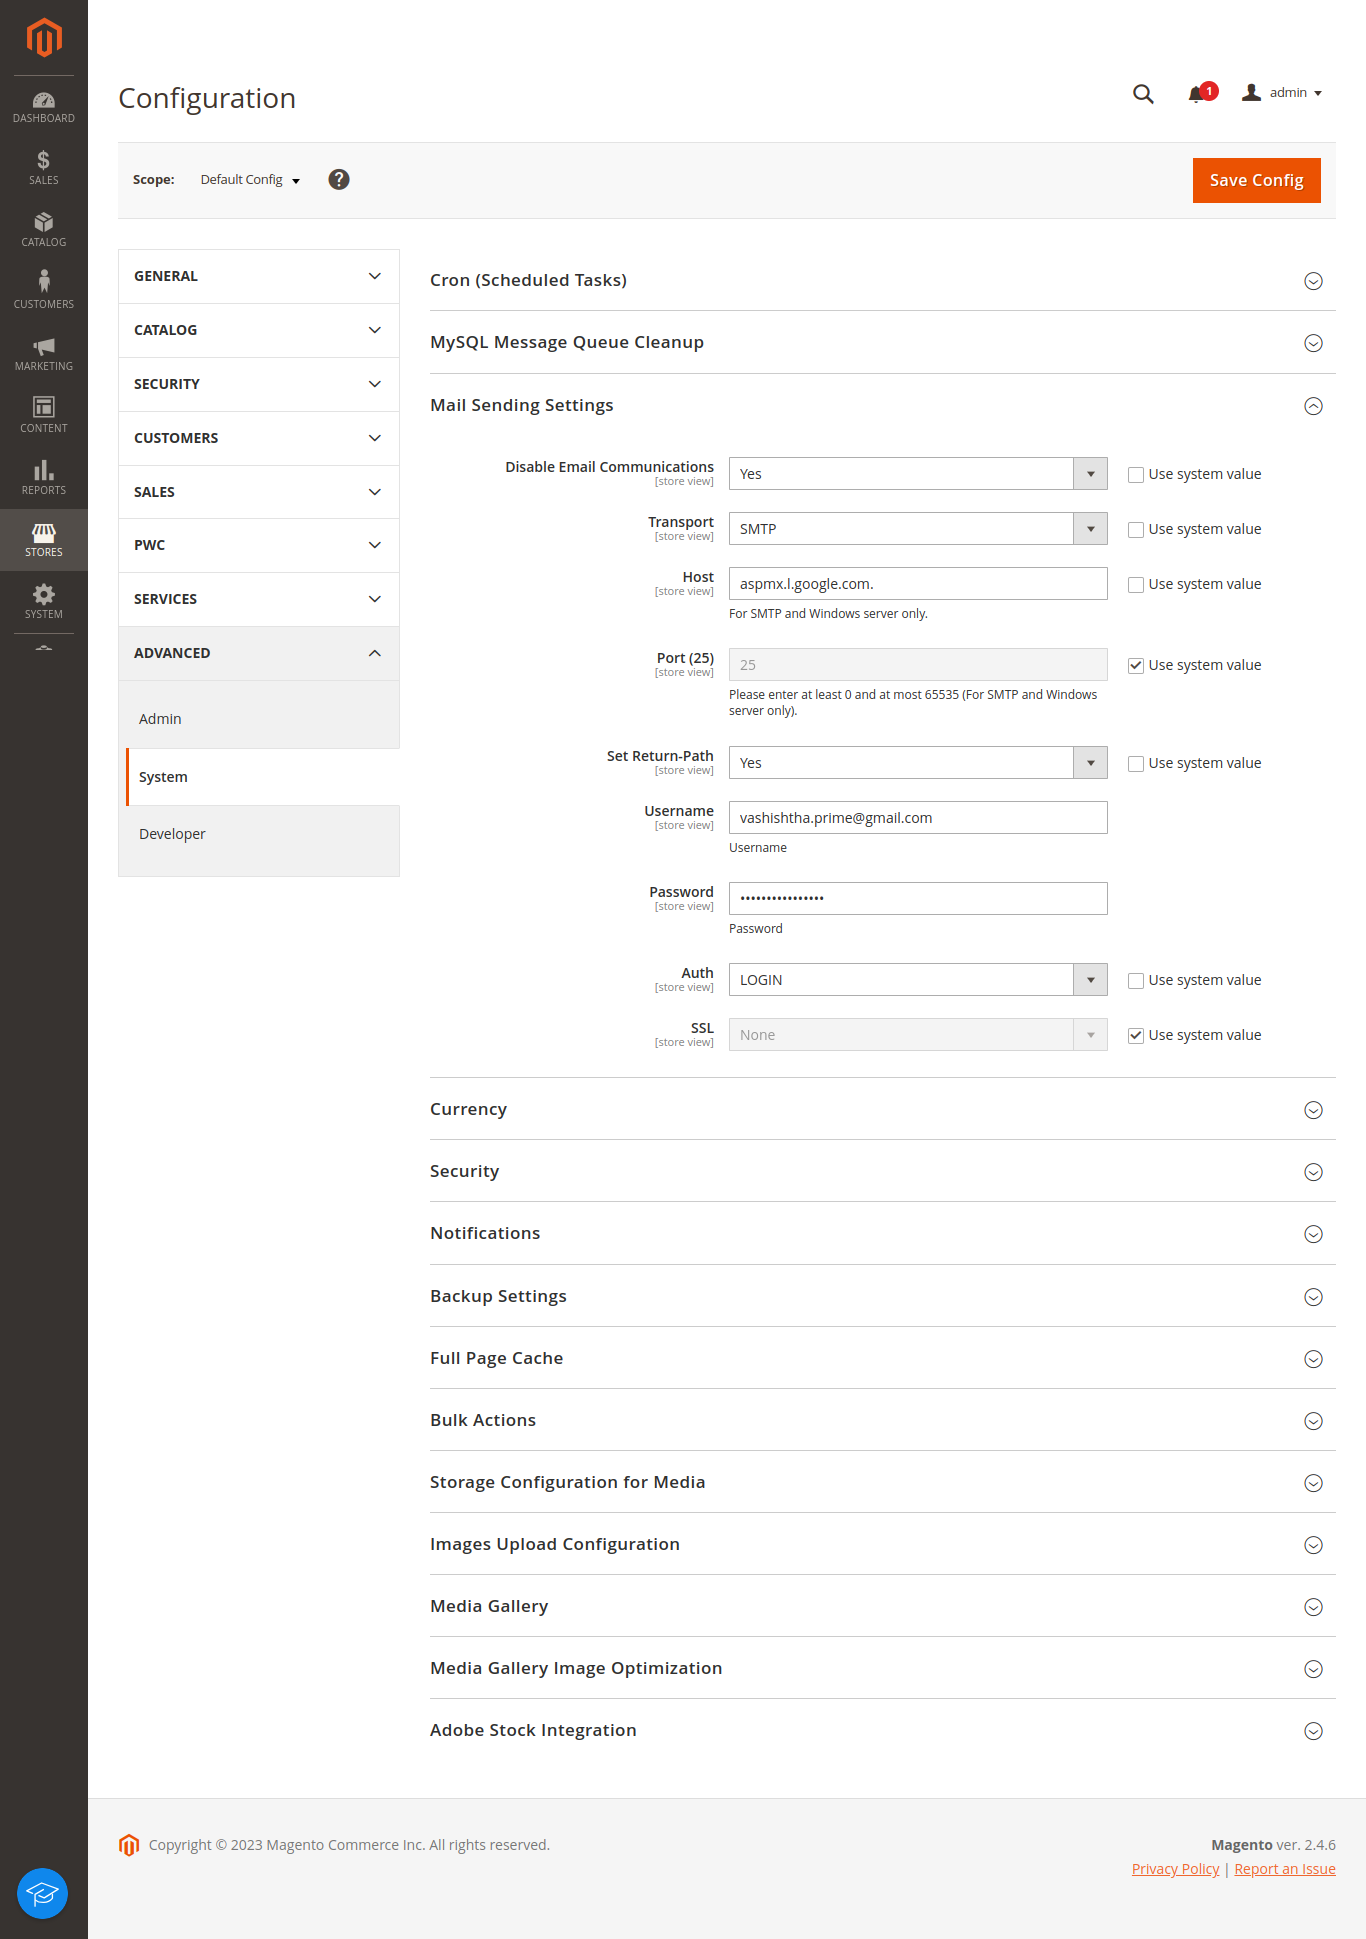 Configuration
1
admin
Scope:
Default Config
?
Save Config
DASHBOARD
$
SALES
CATALOG
CUSTOMERS
MARKETING
CONTENT
REPORTS
STORES
SYSTEM
GENERAL
CATALOG
SECURITY
CUSTOMERS
SALES
PWC
SERVICES
ADVANCED
Admin
System
Developer
Cron (Scheduled Tasks)
MySQL Message Queue Cleanup
Mail Sending Settings
Disable Email Communications
[store view]
Yes
Use system value
Transport
[store view]
SMTP
Use system value
Host
[store view]
aspmx.l.google.com.
Use system value
For SMTP and Windows server only.
Port (25)
[store view]
25
Use system value
Please enter at least 0 and at most 65535 (For SMTP and Windows
server only).
Set Return-Path
[store view]
Yes
Use system value
Username
[store view]
vashishtha.prime@gmail.com
Username
Password
[store view]
••••••••••••••••
Password
Auth
[store view]
LOGIN
Use system value
SSL
[store view]
None
Use system value
Currency
Security
Notifications
Backup Settings
Full Page Cache
Bulk Actions
Storage Configuration for Media
Images Upload Configuration
Media Gallery
Media Gallery Image Optimization
Adobe Stock Integration
Copyright © 2023 Magento Commerce Inc. All rights reserved.
Magento ver. 2.4.6
Privacy Policy | Report an Issue